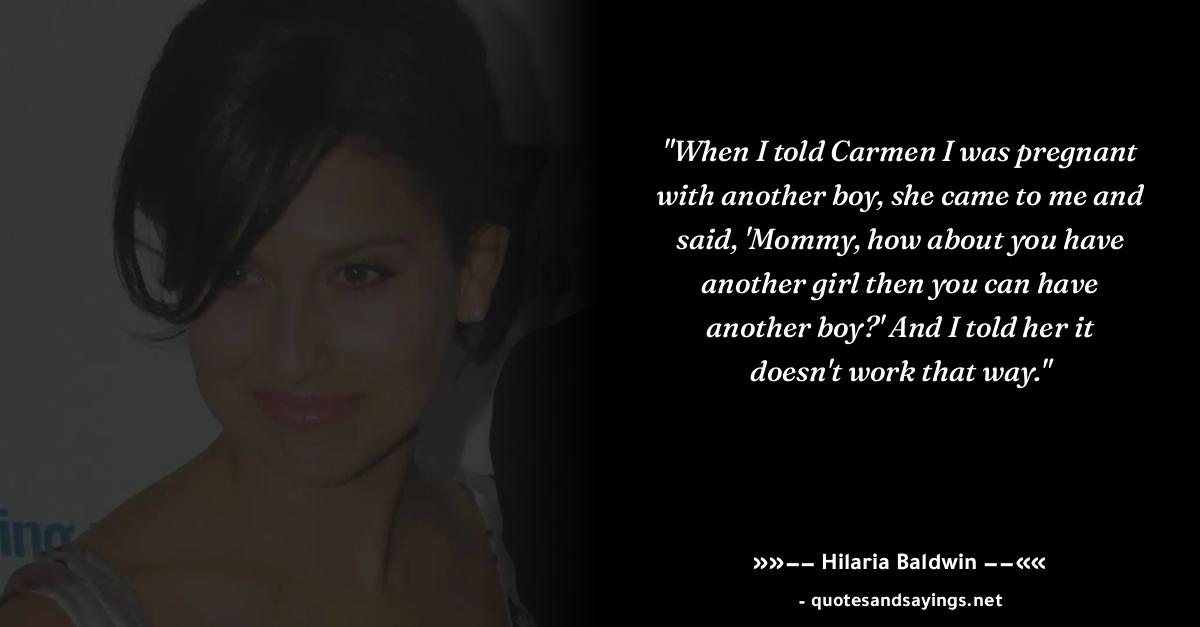 "When I told Carmen I was pregnant
with another boy, she came to me and
said, 'Mommy, how about you have
another girl then you can have
another boy?' And I told her it
doesn't work that way."
ing
»»–– Hilaria Baldwin ––««
- quotesandsayings.net